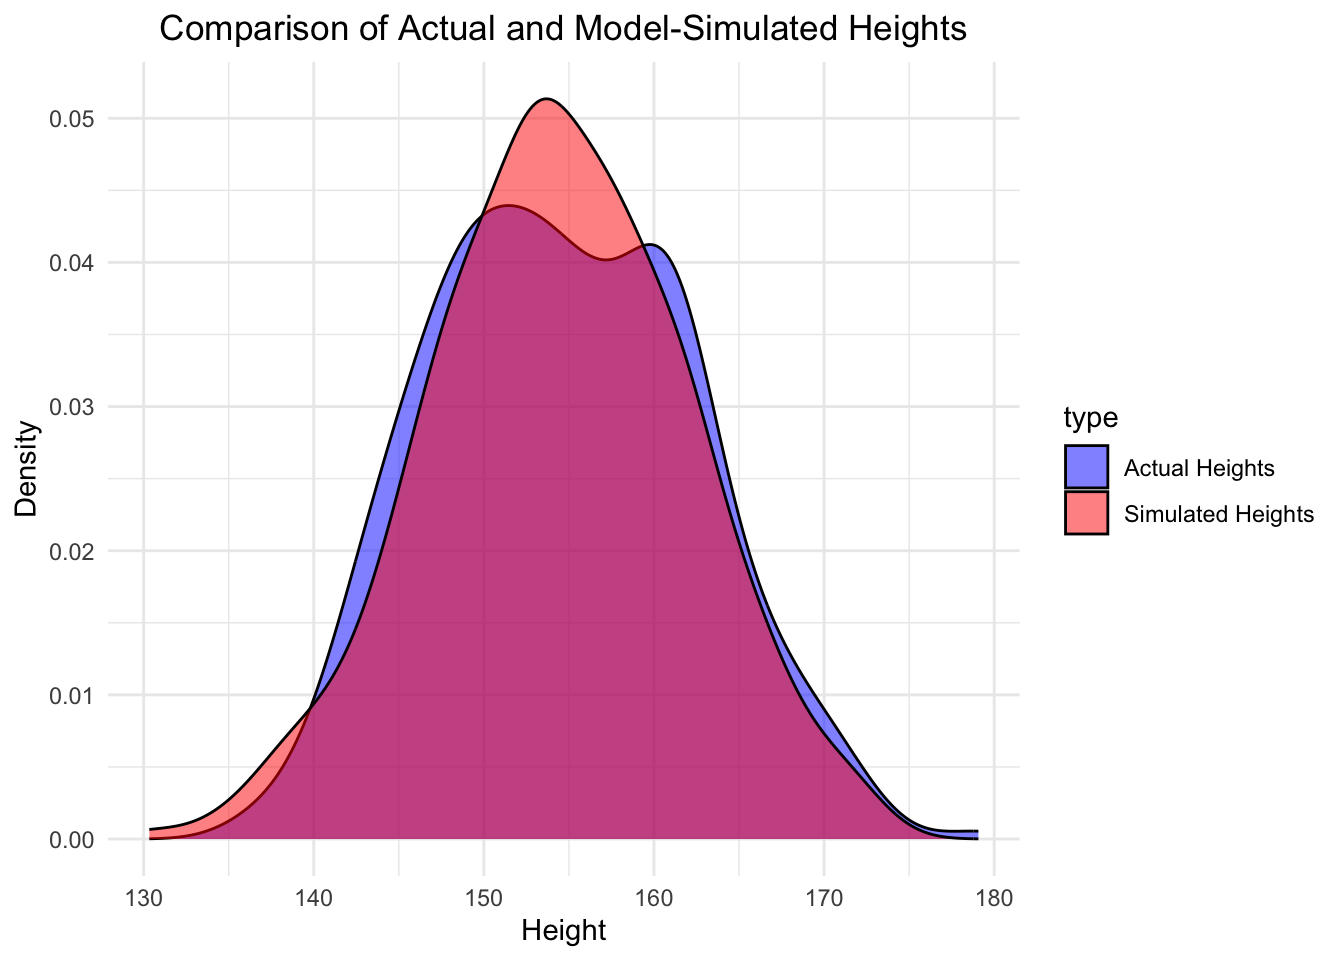 Comparison of Actual and Model-Simulated Heights
0.05
0.04
0.03
0.02
0.01
0.00
Density
130 140 150 160 170 180
Height
type
Actual Heights
Simulated Heights